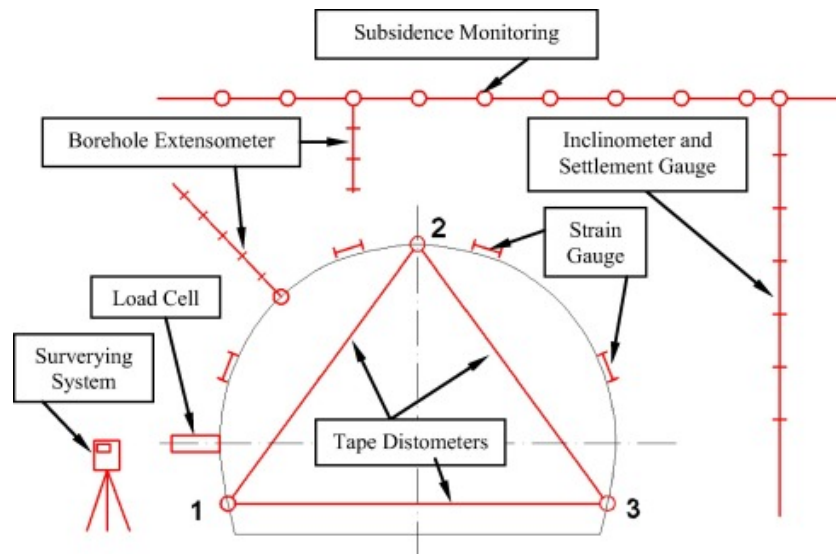 Subsidence Monitoring
Borehole Extensometer
Inclinometer and
Settlement Gauge
2
Strain
Gauge
Load Cell
Surverying
System
Tape Distometers
1
3